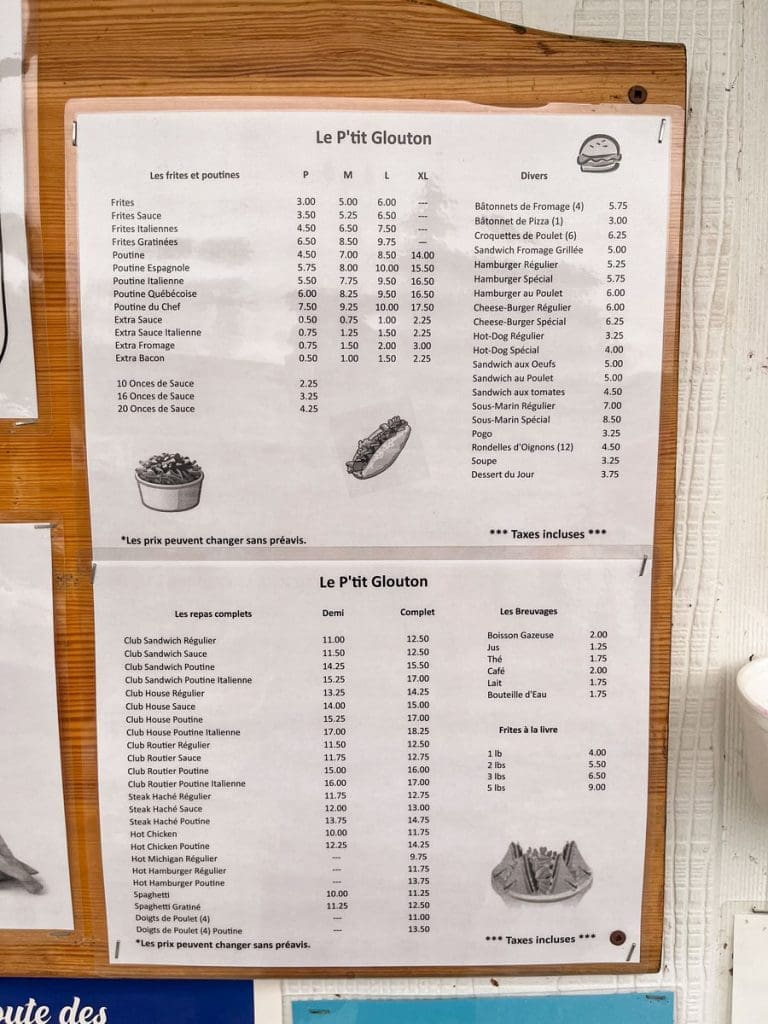 Le P'tit Glouton
Les frites et poutines P M L XL
Frites 3.00 5.00 6.00 ---
Frites Sauce 3.50 5.25 6.50 ---
Frites Italiennes 4.50 6.50 7.50 ---
Frites Gratinées 6.50 8.50 9.75 ---
Poutine 4.50 7.00 8.50 14.00
Poutine Espagnole 5.75 8.00 10.00 15.50
Poutine Italienne 5.50 7.75 9.50 16.50
Poutine Québécoise 6.00 8.25 9.50 16.50
Poutine du Chef 7.50 9.25 10.00 17.50
Extra Sauce 0.50 0.75 1.00 2.25
Extra Sauce Italienne 0.75 1.25 1.50 2.25
Extra Fromage 0.75 1.50 2.00 3.00
Extra Bacon 0.50 1.00 1.50 2.25
10 Onces de Sauce 2.25
16 Onces de Sauce 3.25
20 Onces de Sauce 4.25
*Les prix peuvent changer sans préavis.
Divers
Bâtonnets de Fromage (4) 5.75
Bâtonnet de Pizza (1) 3.00
Croquettes de Poulet (6) 6.25
Sandwich Fromage Grillée 5.00
Hamburger Régulier 5.25
Hamburger Spécial 5.75
Hamburger au Poulet 6.00
Cheese-Burger Régulier 6.00
Cheese-Burger Spécial 6.25
Hot-Dog Régulier 3.25
Hot-Dog Spécial 4.00
Sandwich aux Oeufs 5.00
Sandwich au Poulet 5.00
Sandwich aux tomates 4.50
Sous-Marin Régulier 7.00
Sous-Marin Spécial 8.50
Pogo 3.25
Rondelles d'Oignons (12) 4.50
Soupe 3.25
Dessert du Jour 3.75
*** Taxes incluses ***
Le P'tit Glouton
Les repas complets Demi Complet
Club Sandwich Régulier 11.00 12.50
Club Sandwich Sauce 11.50 12.50
Club Sandwich Poutine 14.25 15.50
Club Sandwich Poutine Italienne 15.25 17.00
Club House Régulier 13.25 14.25
Club House Sauce 14.00 15.00
Club House Poutine 15.25 17.00
Club House Poutine Italienne 17.00 18.25
Club Routier Régulier 11.50 12.50
Club Routier Sauce 11.75 12.75
Club Routier Poutine 15.00 16.00
Club Routier Poutine Italienne 16.00 17.00
Steak Haché Régulier 11.75 12.75
Steak Haché Sauce 12.00 13.00
Steak Haché Poutine 13.75 14.75
Hot Chicken 10.00 11.75
Hot Chicken Poutine 12.25 14.25
Hot Michigan Régulier --- 9.75
Hot Hamburger Régulier --- 11.75
Hot Hamburger Poutine --- 13.75
Spaghetti 10.00 11.25
Spaghetti Gratiné 11.25 12.50
Doigts de Poulet (4) --- 11.00
Doigts de Poulet (4) Poutine --- 13.50
*Les prix peuvent changer sans préavis.
Les Breuvages
Boisson Gazeuse 2.00
Jus 1.25
Thé 1.75
Café 2.00
Lait 1.75
Bouteille d'Eau 1.75
Frites à la livre
1 lb 4.00
2 lbs 5.50
3 lbs 6.50
5 lbs 9.00
*** Taxes incluses ***
oute des